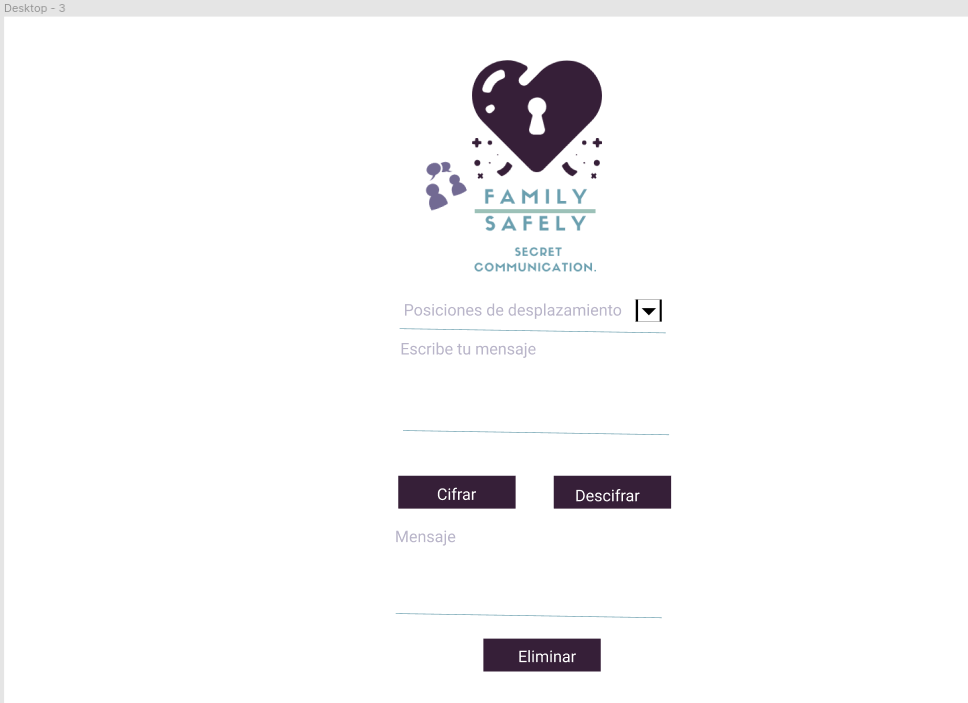 Desktop - 3
FAMILY
SAFELY
SECRET
COMMUNICATION.
Posiciones de desplazamiento
Escribe tu mensaje
Cifrar
Descifrar
Mensaje
Eliminar